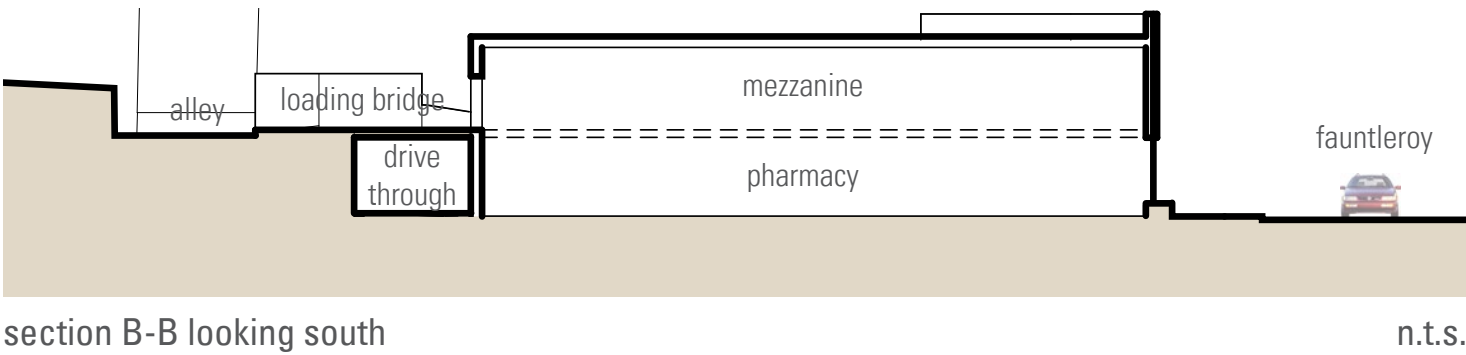 mezzanine
loading bridge
alley
fauntleroy
drive
through
pharmacy
section B-B looking south
n.t.s.